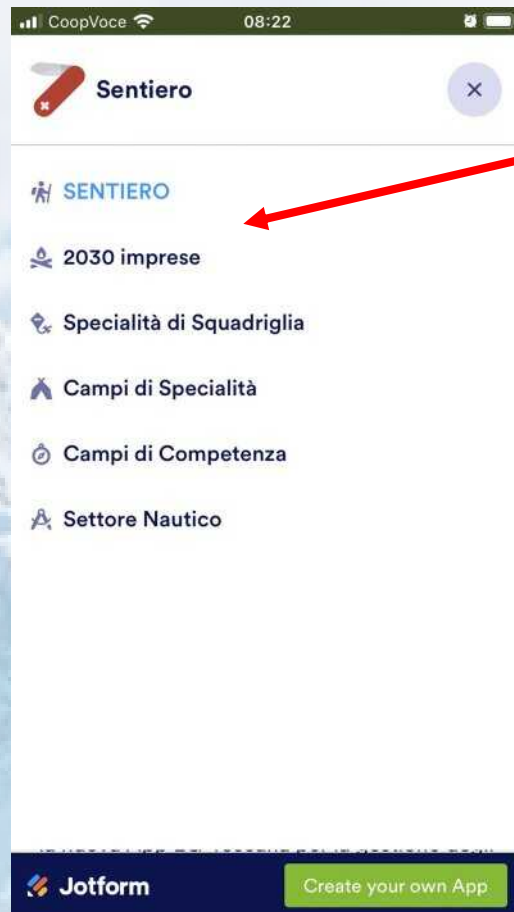 CoopVoce 08:22
Sentiero
SENTIERO
2030 imprese
Specialità di Squadriglia
Campi di Specialità
Campi di Competenza
Settore Nautico
Jotform Create your own App